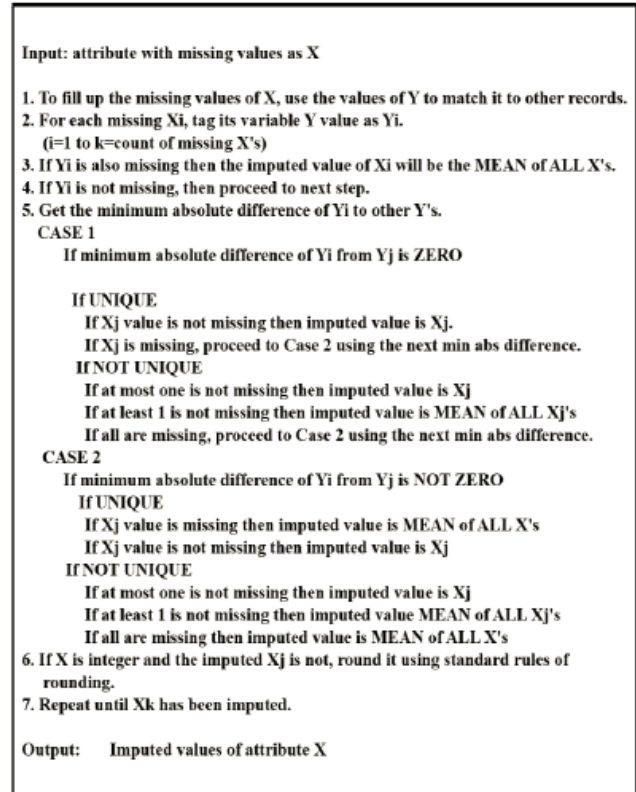 Input: attribute with missing values as X
1. To fill up the missing values of X, use the values of Y to match it to other records.
2. For each missing Xi, tag its variable Y value as Yi.
(i=1 to k=count of missing X's)
3. If Yi is also missing then the imputed value of Xi will be the MEAN of ALL X's.
4. If Yi is not missing, then proceed to next step.
5. Get the minimum absolute difference of Yi to other Y's.
CASE 1
If minimum absolute difference of Yi from Yj is ZERO
If UNIQUE
If Xj value is not missing then imputed value is Xj.
If Xj is missing, proceed to Case 2 using the next min abs difference.
If NOT UNIQUE
If at most one is not missing then imputed value is Xj
If at least 1 is not missing then imputed value is MEAN of ALL Xj's
If all are missing, proceed to Case 2 using the next min abs difference.
CASE 2
If minimum absolute difference of Yi from Yj is NOT ZERO
If UNIQUE
If Xj value is missing then imputed value is MEAN of ALL X's
If Xj value is not missing then imputed value is Xj
If NOT UNIQUE
If at most one is not missing then imputed value is Xj
If at least 1 is not missing then imputed value MEAN of ALL Xj's
If all are missing then imputed value is MEAN of ALL X's
6. If X is integer and the imputed Xj is not, round it using standard rules of
rounding.
7. Repeat until Xk has been imputed.
Output: Imputed values of attribute X